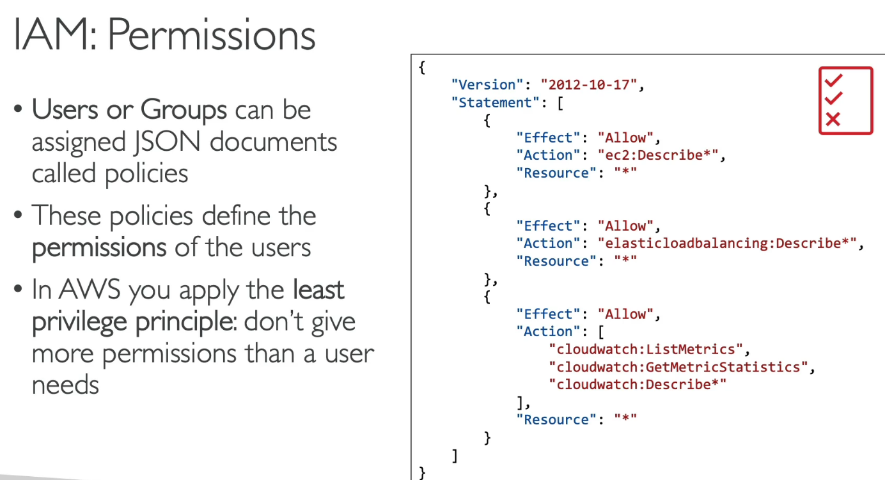 IAM: Permissions
• Users or Groups can be
assigned JSON documents
called policies
• These policies define the
permissions of the users
• In AWS you apply the least
privilege principle: don't give
more permissions than a user
needs
{
    "Version": "2012-10-17",
    "Statement": [
        {
            "Effect": "Allow",
            "Action": "ec2:Describe*",
            "Resource": "*"
        },
        {
            "Effect": "Allow",
            "Action": "elasticloadbalancing:Describe*",
            "Resource": "*"
        },
        {
            "Effect": "Allow",
            "Action": [
                "cloudwatch:ListMetrics",
                "cloudwatch:GetMetricStatistics",
                "cloudwatch:Describe*"
            ],
            "Resource": "*"
        }
    ]
}